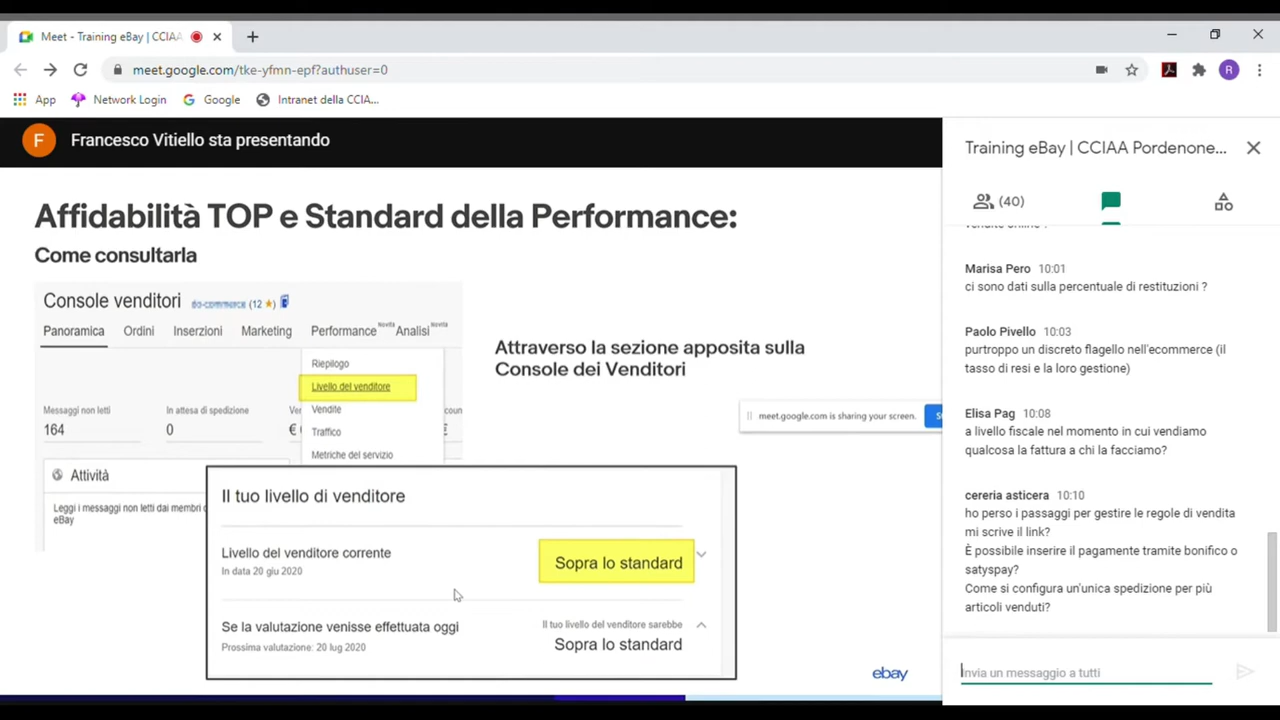 Meet - Training eBay | CCIAA
meet.google.com/tke-yfmn-epf?authuser=0
R
App
Network Login
Google
Intranet della CCIA...
F
Francesco Vitiello sta presentando
Affidabilità TOP e Standard della Performance:
Come consultarla
Console venditori
do-commerce (12
Panoramica
Ordini
Inserzioni
Marketing
Performance Novità
Analisi Novità
Riepilogo
Livello del venditore
Vendite
Traffico
Metriche del servizio
Messaggi non letti
164
In attesa di spedizione
0
Attività
Leggi i messaggi non letti dai membri
eBay
Il tuo livello di venditore
Livello del venditore corrente
In data 20 giu 2020
Sopra lo standard
Se la valutazione venisse effettuata oggi
Prossima valutazione: 20 lug 2020
Il tuo livello del venditore sarebbe
Sopra lo standard
Attraverso la sezione apposita sulla
Console dei Venditori
meet.google.com is sharing your screen.
ebay
Training eBay | CCIAA Pordenone...
(40)
vendite online ?
Marisa Pero 10:01
ci sono dati sulla percentuale di restituzioni ?
Paolo Pivello 10:03
purtroppo un discreto flagello nell'ecommerce (il
tasso di resi e la loro gestione)
Elisa Pag 10:08
a livello fiscale nel momento in cui vendiamo
qualcosa la fattura a chi la facciamo?
cereria asticera 10:10
ho perso i passaggi per gestire le regole di vendita
mi scrive il link?
È possibile inserire il pagamente tramite bonifico o
satyspay?
Come si configura un'unica spedizione per più
articoli venduti?
Invia un messaggio a tutti